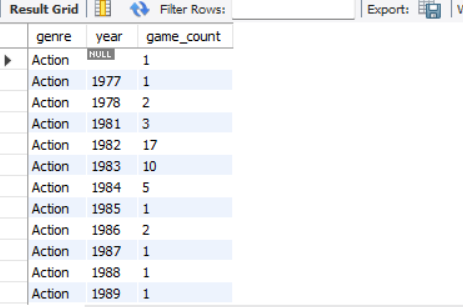 Result Grid Filter Rows: Export:
genre year game_count
Action NULL 1
Action 1977 1
Action 1978 2
Action 1981 3
Action 1982 17
Action 1983 10
Action 1984 5
Action 1985 1
Action 1986 2
Action 1987 1
Action 1988 1
Action 1989 1